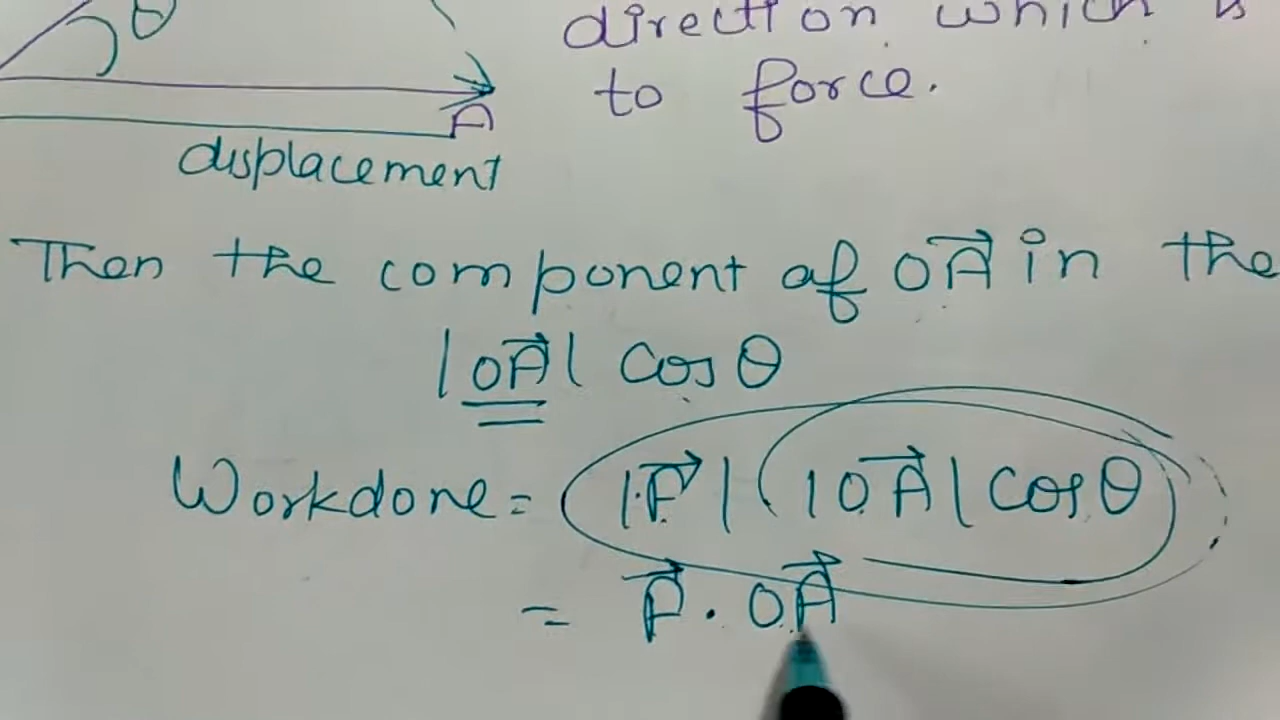 θ
direction which is
to force.
A
displacement
Then the component of OA⃗ in the
|OA⃗| Cos θ
Workdone = |F⃗| |OA⃗| Cos θ
= F⃗ . OA⃗